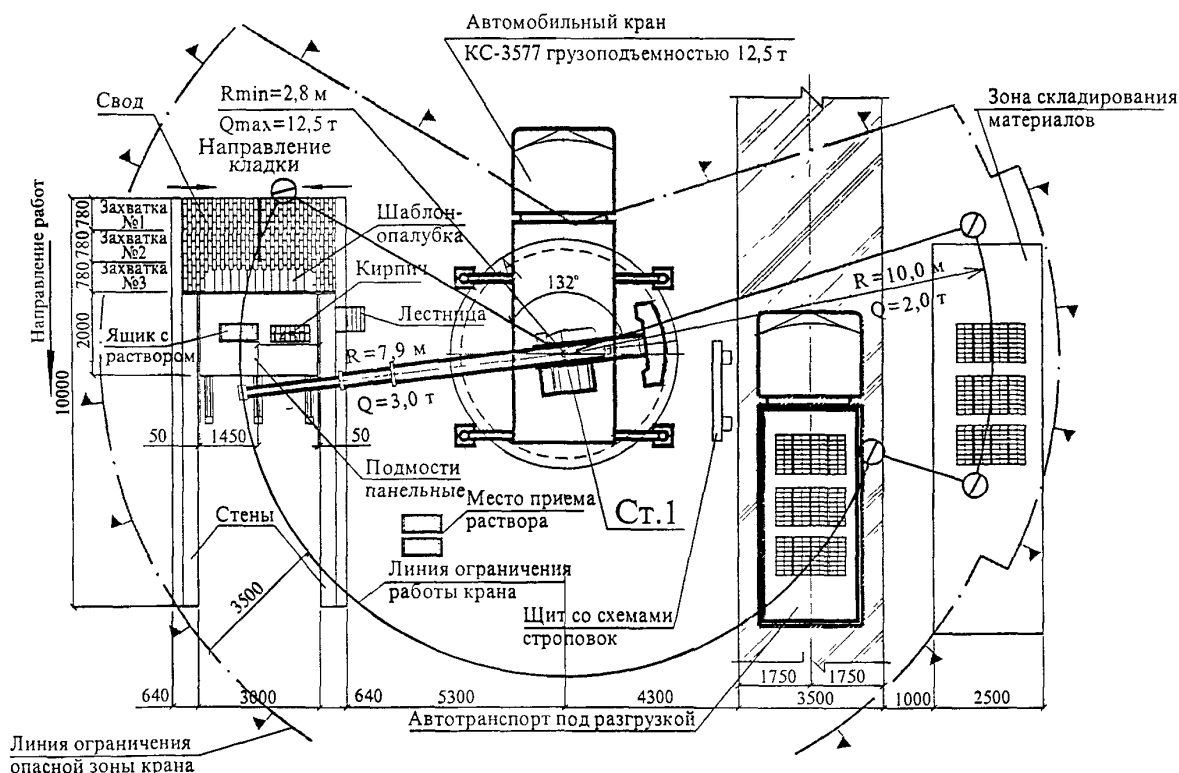 Автомобильный кран
КС-3577 грузоподъемностью 12,5 т
Rmin=2,8 м
Qmax=12,5 т
Свод
Направление
кладки
Зона складирования
материалов
Направление работ
780
780
780
2000
10000
Захватка
№1
Захватка
№2
Захватка
№3
Шаблон-
опалубка
Кирпич
Лестница
Ящик с
раствором
132°
R=10,0 м
Q=2,0 т
R=7,9 м
Q=3,0 т
50
1450
50
Подмости
панельные
Место приема
раствора
Ст.1
Стены
3500
Линия ограничения
работы крана
Щит со схемами
строповок
1750
1750
640
3000
640
5300
4300
3500
1000
2500
Автотранспорт под разгрузкой
Линия ограничения
опасной зоны крана